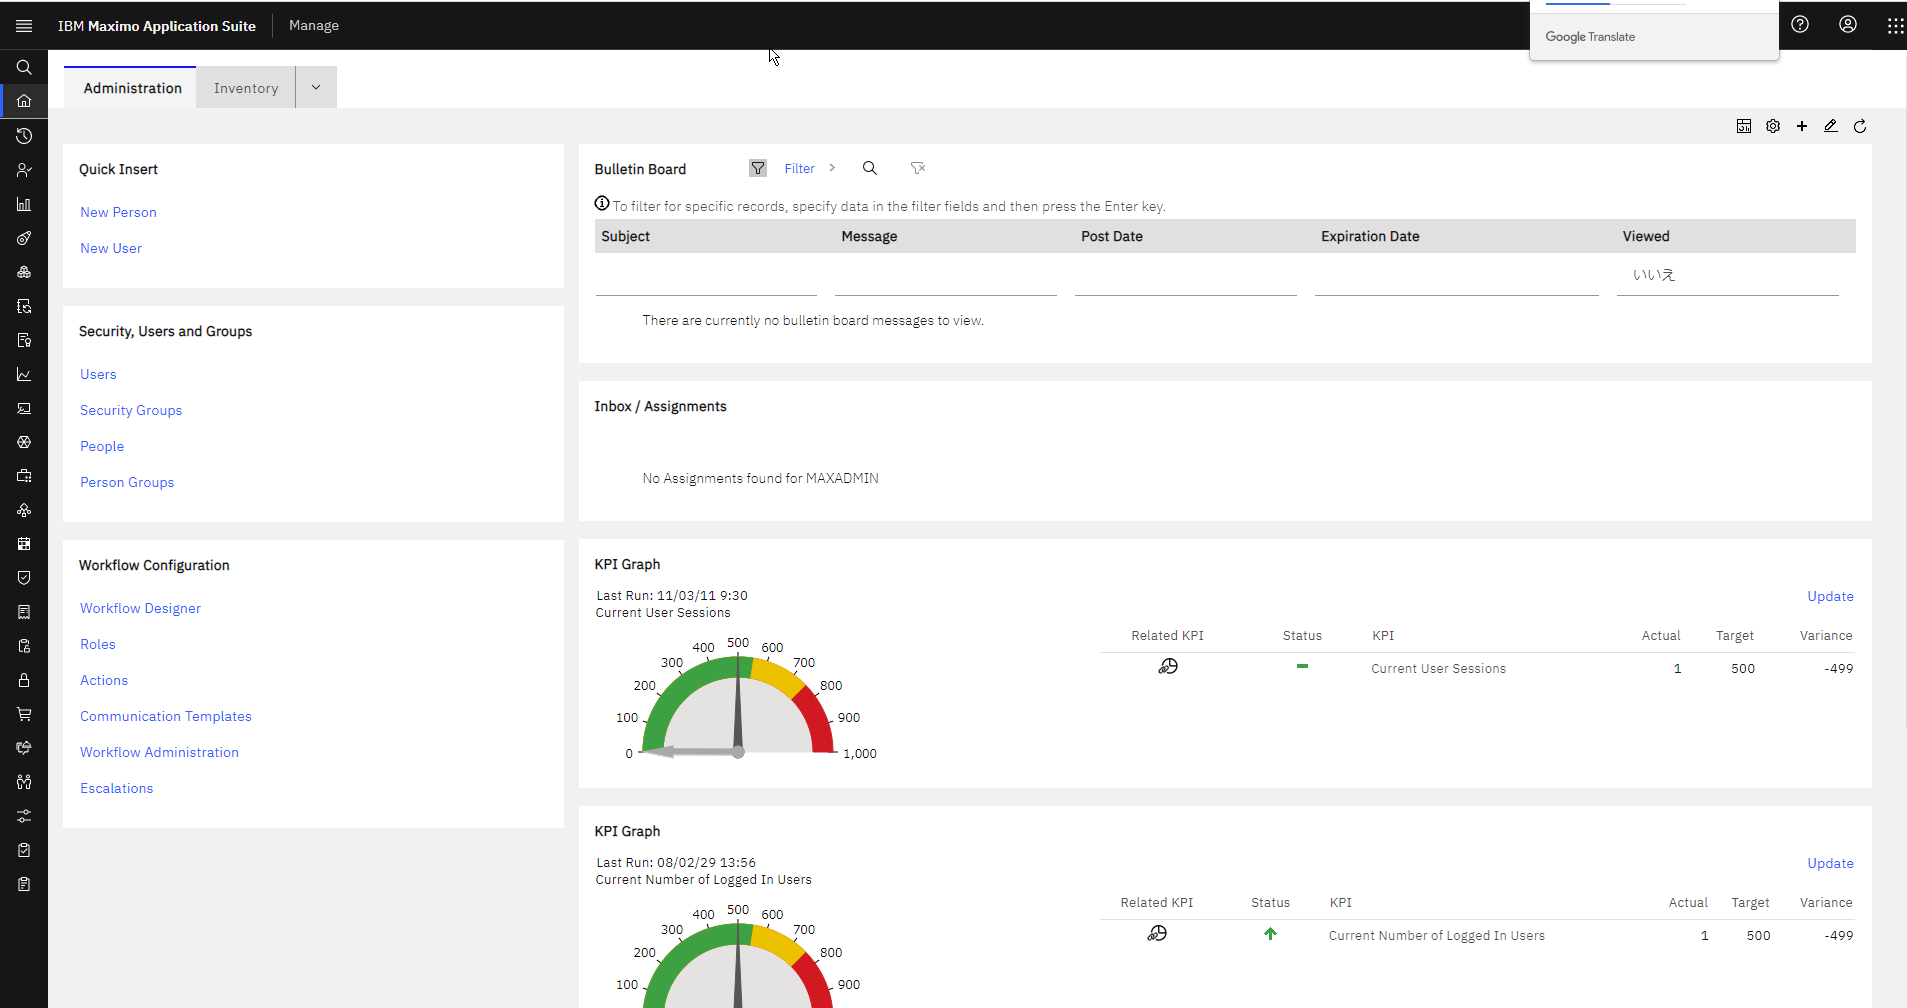 IBM Maximo Application Suite
Manage
Google Translate
Administration
Inventory
Quick Insert
New Person
New User
Security, Users and Groups
Users
Security Groups
People
Person Groups
Workflow Configuration
Workflow Designer
Roles
Actions
Communication Templates
Workflow Administration
Escalations
Bulletin Board
Filter
To filter for specific records, specify data in the filter fields and then press the Enter key.
Subject Message Post Date Expiration Date Viewed
いいえ
There are currently no bulletin board messages to view.
Inbox / Assignments
No Assignments found for MAXADMIN
KPI Graph
Last Run: 11/03/11 9:30
Current User Sessions
0
100
200
300
400
500
600
700
800
900
1,000
Update
Related KPI Status KPI Actual Target Variance
Current User Sessions 1 500 -499
KPI Graph
Last Run: 08/02/29 13:56
Current Number of Logged In Users
100
200
300
400
500
600
700
800
900
Update
Related KPI Status KPI Actual Target Variance
Current Number of Logged In Users 1 500 -499